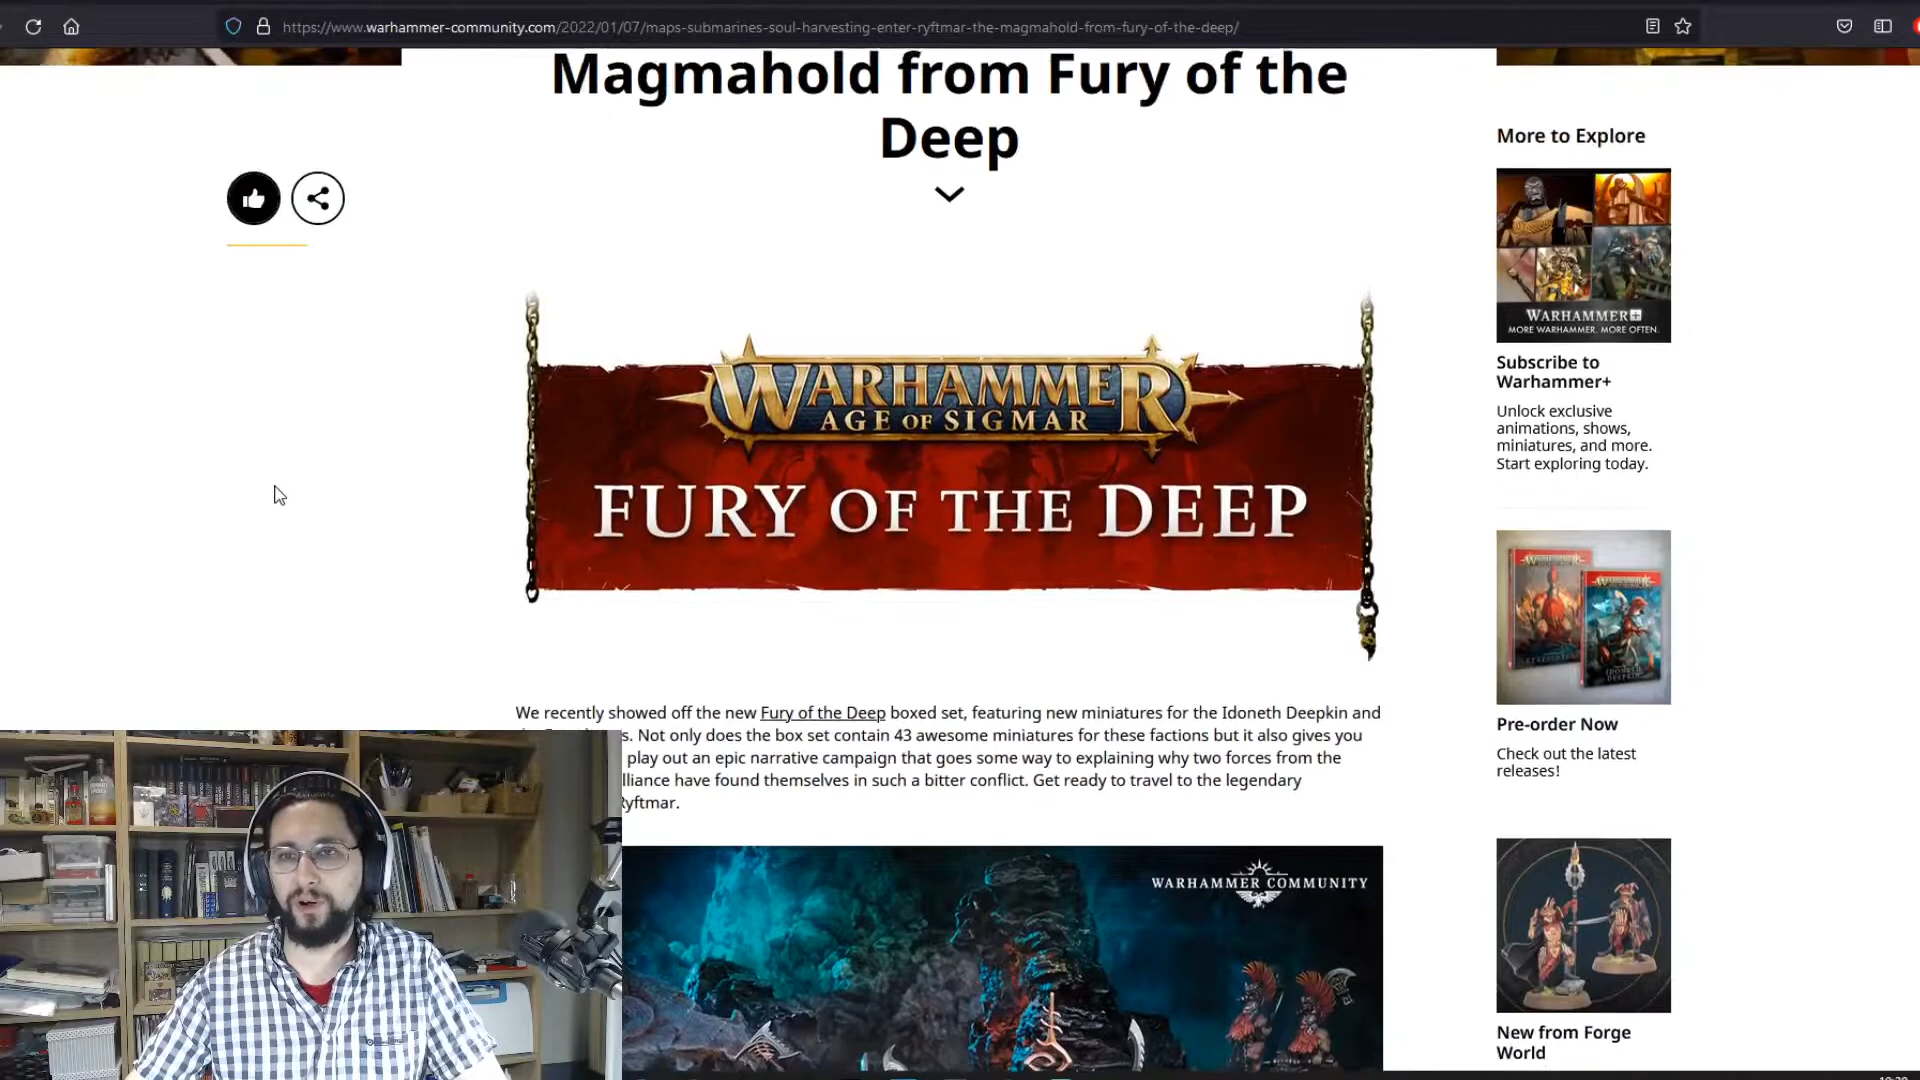 https://www.warhammer-community.com/2022/01/07/maps-submarines-soul-harvesting-enter-ryftmar-the-magmahold-from-fury-of-the-deep/
Magmahold from Fury of the
Deep
WARHAMMER
AGE OF SIGMAR
FURY OF THE DEEP
We recently showed off the new Fury of the Deep boxed set, featuring new miniatures for the Idoneth Deepkin and
s. Not only does the box set contain 43 awesome miniatures for these factions but it also gives you
play out an epic narrative campaign that goes some way to explaining why two forces from the
lliance have found themselves in such a bitter conflict. Get ready to travel to the legendary
Ryftmar.
WARHAMMER COMMUNITY
More to Explore
WARHAMMER+
MORE WARHAMMER. MORE OFTEN.
Subscribe to
Warhammer+
Unlock exclusive
animations, shows,
miniatures, and more.
Start exploring today.
Pre-order Now
Check out the latest
releases!
New from Forge
World